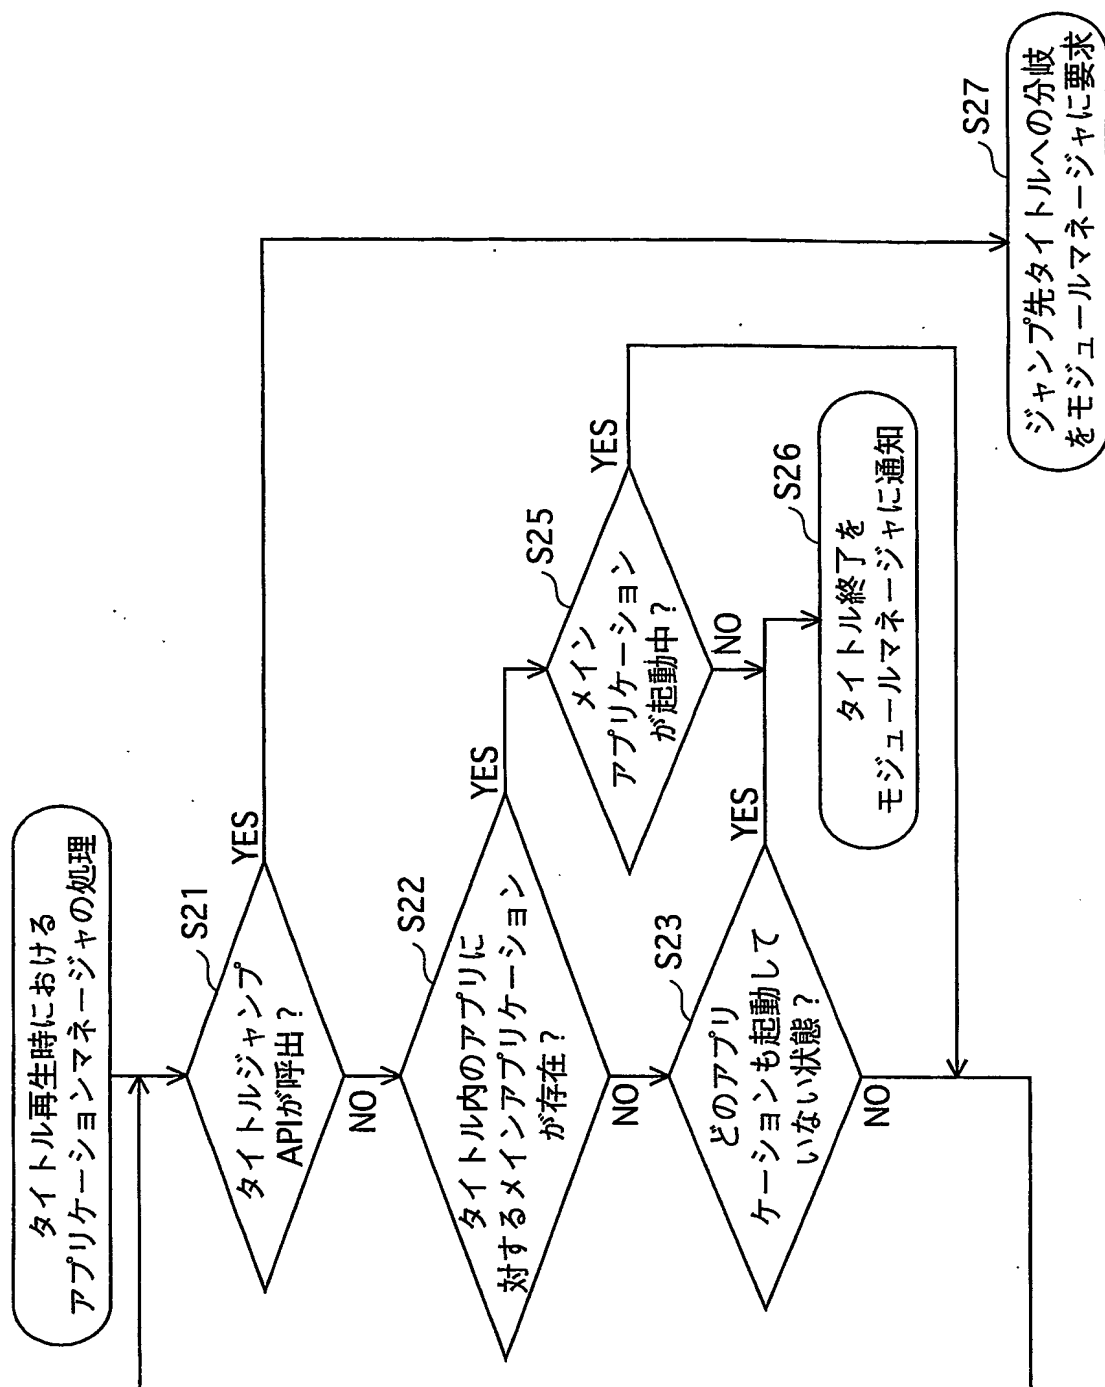 タイトル再生時における
アプリケーションマネージャの処理
S21
タイトルジャンプ
APIが呼出?
YES
NO
S22
タイトル内のアプリに
対するメインアプリケーション
が存在?
YES
NO
S25
メイン
アプリケーション
が起動中?
YES
NO
S23
どのアプリ
ケーションも起動して
いない状態?
YES
NO
S26
タイトル終了を
モジュールマネージャに通知
S27
ジャンプ先タイトルへの分岐
をモジュールマネージャに要求